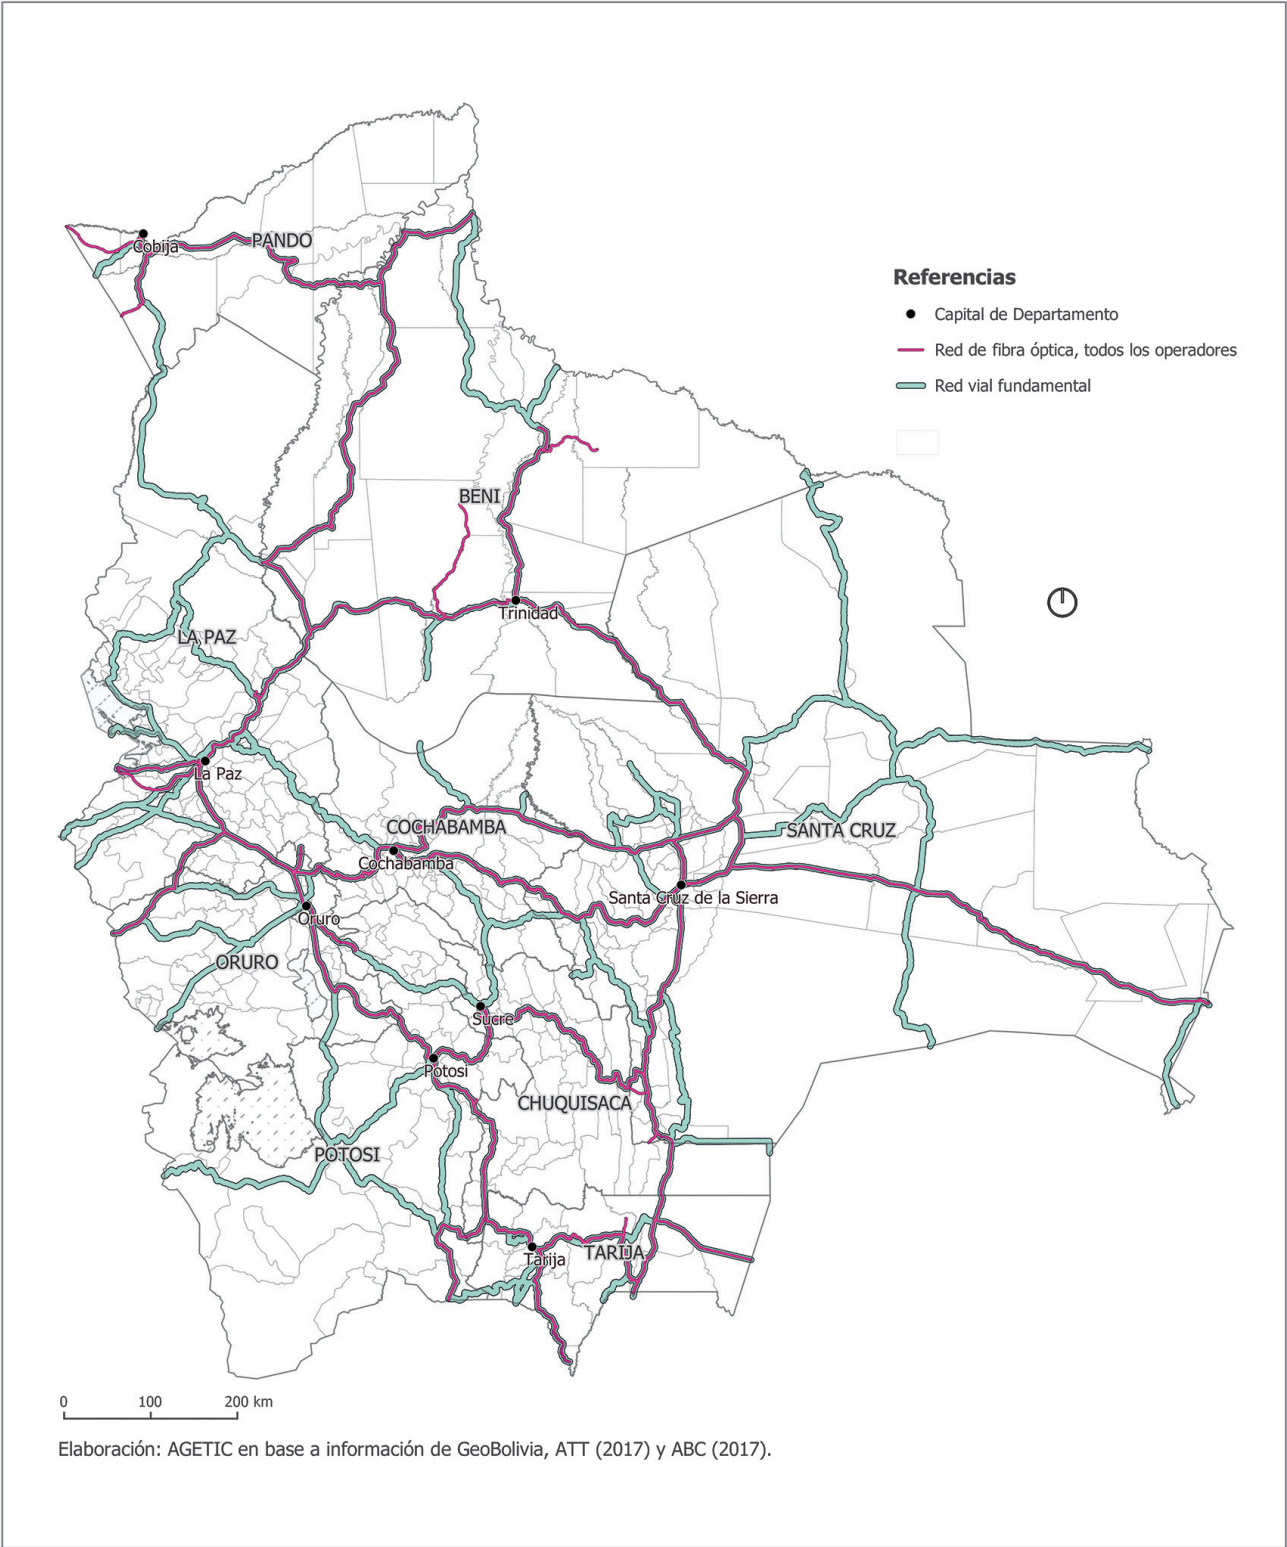 Cobija
PANDO
Referencias
Capital de Departamento
Red de fibra óptica, todos los operadores
Red vial fundamental
BENI
Trinidad
LA PAZ
La Paz
COCHABAMBA
SANTA CRUZ
Cochabamba
Santa Cruz de la Sierra
Oruro
ORURO
Sucre
Potosi
CHUQUISACA
POTOSI
TARIJA
Tarija
0 100 200 km
Elaboración: AGETIC en base a información de GeoBolivia, ATT (2017) y ABC (2017).